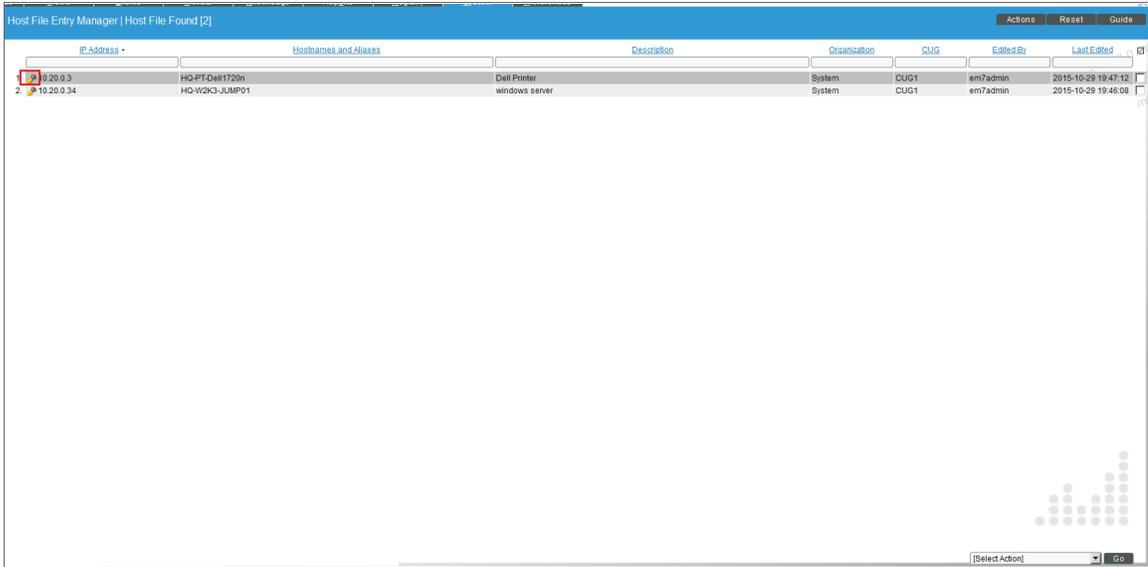 Host File Entry Manager | Host File Found [2]
Actions Reset Guide
IP Address Hostnames and Aliases Description Organization CUG Edited By Last Edited
10.20.0.3 HQ-PT-Dell1720n Dell Printer System CUG1 em7admin 2015-10-29 19:47:12
2. 10.20.0.34 HQ-W2K3-JUMP01 windows server System CUG1 em7admin 2015-10-29 19:46:08
[Select Action] Go